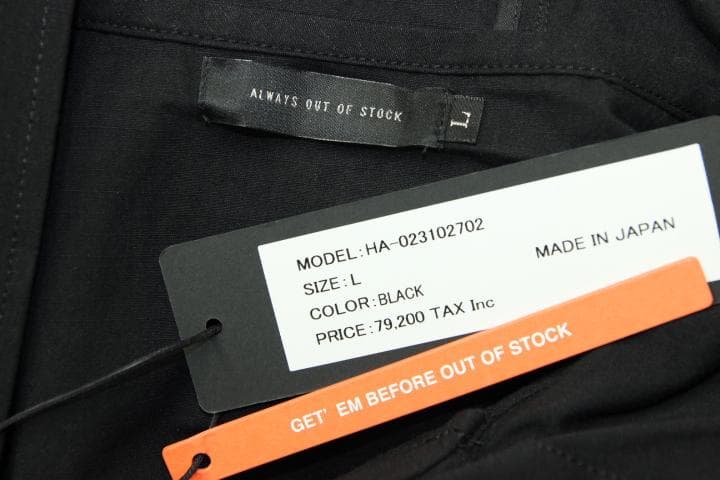 ALWAYS OUT OF STOCK
L
MODEL:HA-023102702
SIZE:L
COLOR:BLACK
PRICE:79,200 TAX Inc
MADE IN JAPAN
GET' EM BEFORE OUT OF STOCK